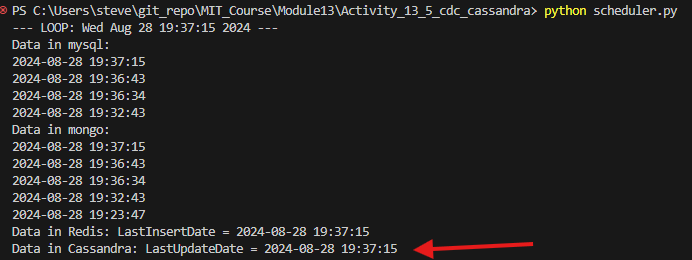 PS C:\Users\steve\git_repo\MIT_Course\Module13\Activity_13_5_cdc_cassandra> python scheduler.py
--- LOOP: Wed Aug 28 19:37:15 2024 ---
Data in mysql:
2024-08-28 19:37:15
2024-08-28 19:36:43
2024-08-28 19:36:34
2024-08-28 19:32:43
Data in mongo:
2024-08-28 19:37:15
2024-08-28 19:36:43
2024-08-28 19:36:34
2024-08-28 19:32:43
2024-08-28 19:23:47
Data in Redis: LastInsertDate = 2024-08-28 19:37:15
Data in Cassandra: LastUpdateDate = 2024-08-28 19:37:15